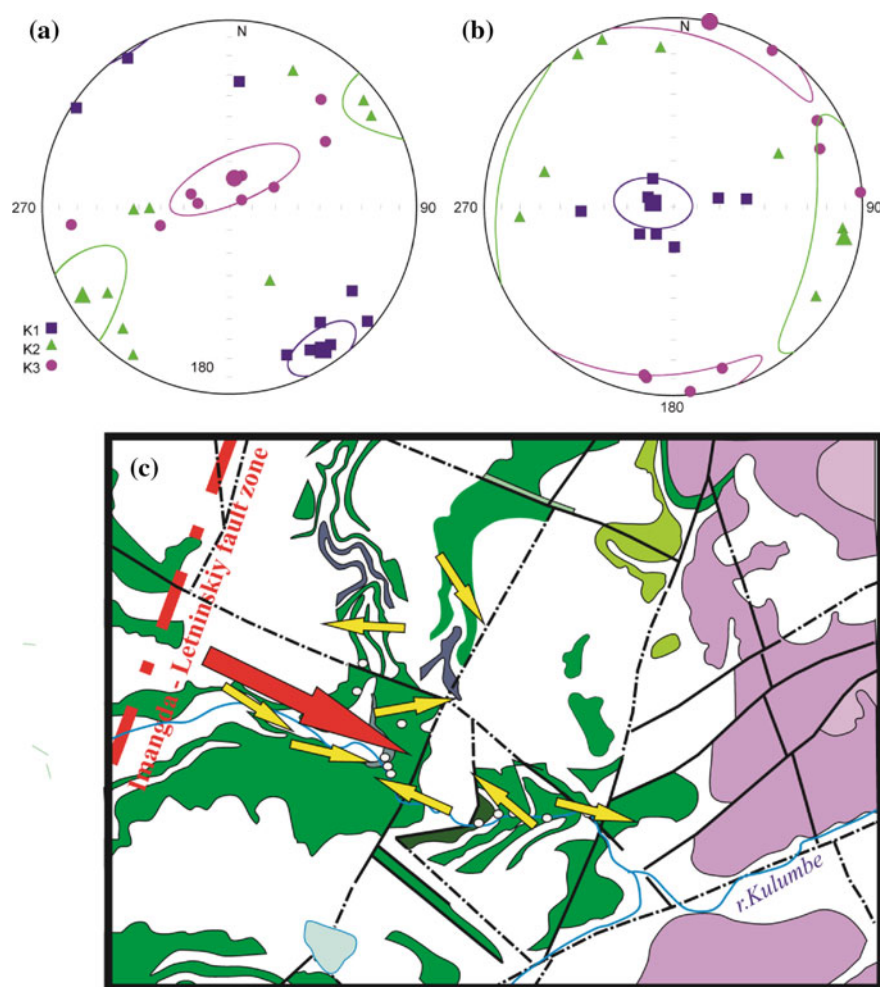 (a)
N
270
90
180
K1
K2
K3
(b)
N
270
90
180
(c)
Imangda - Letninskiy fault zone
r.Kulumbe